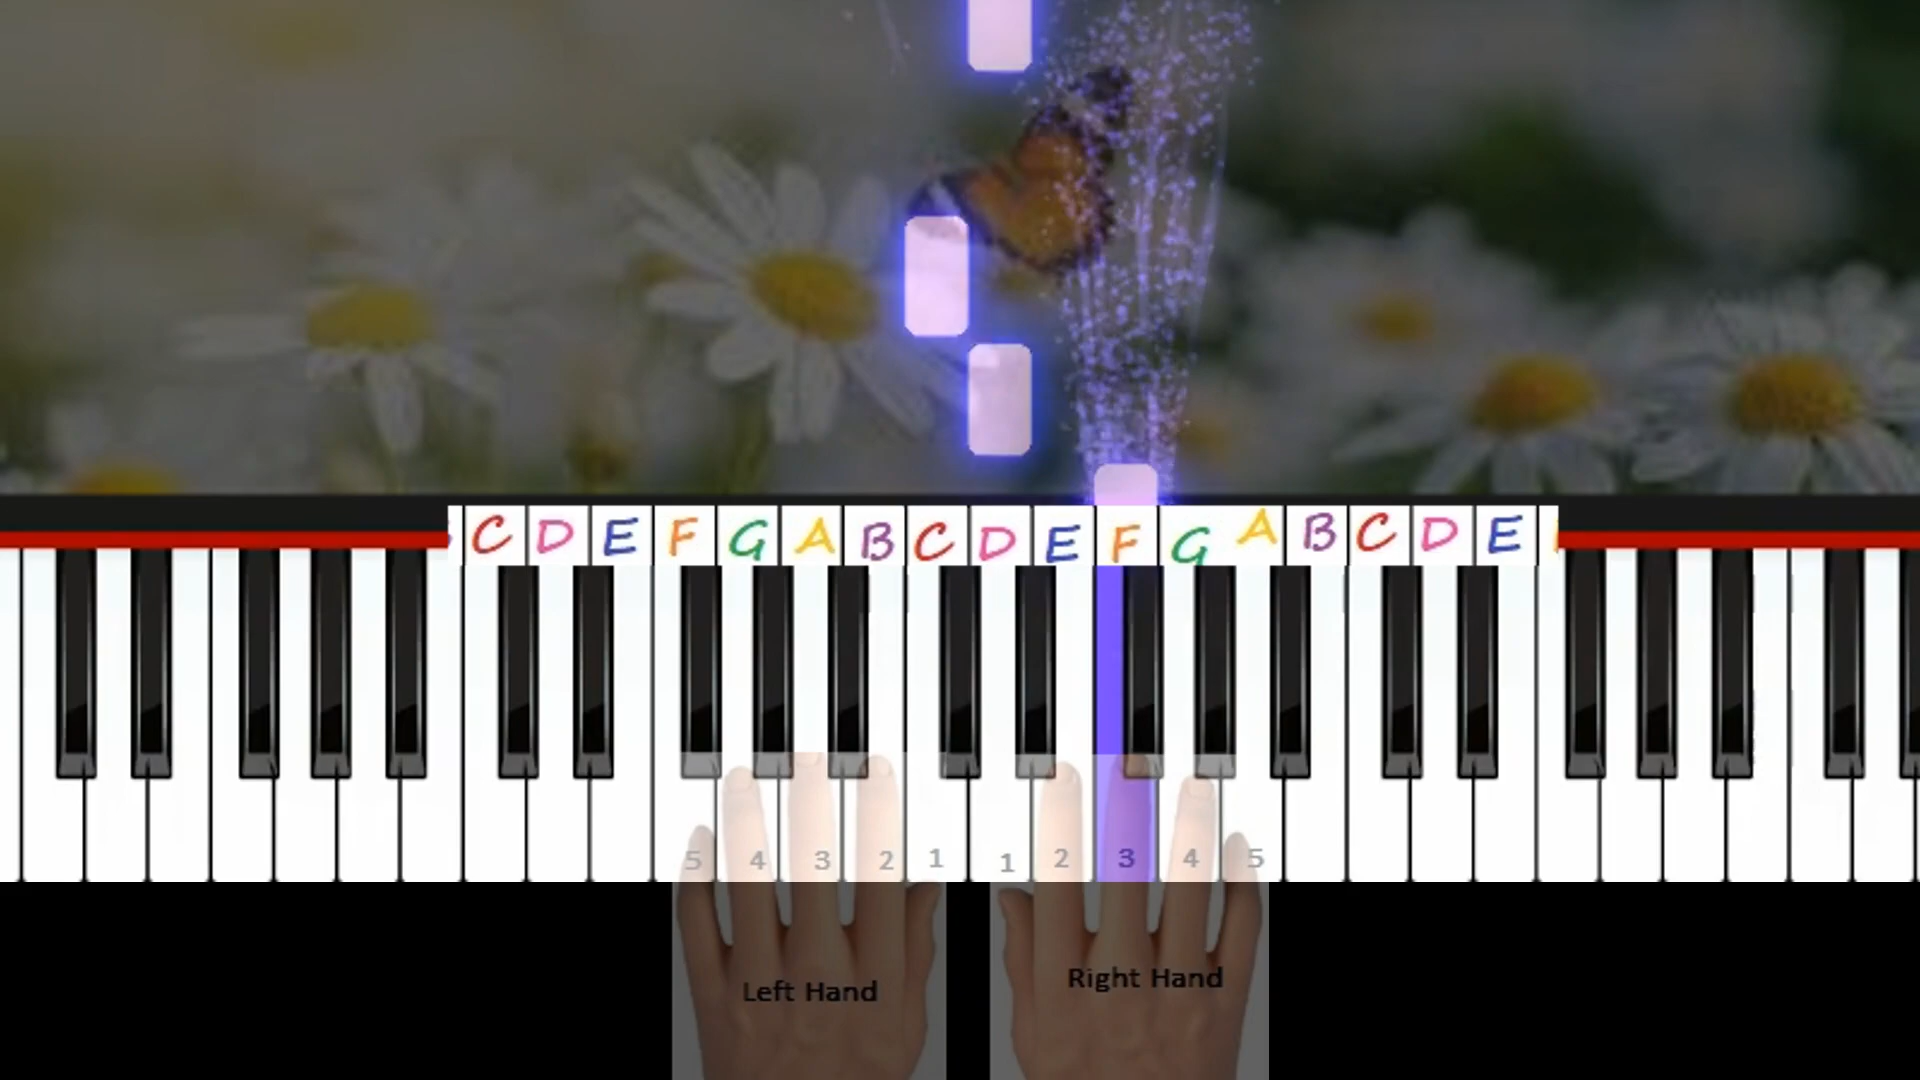 C D E F G A B C D E F G A B C D E
5 4 3 2 1 1 2 3 4 5
Left Hand Right Hand